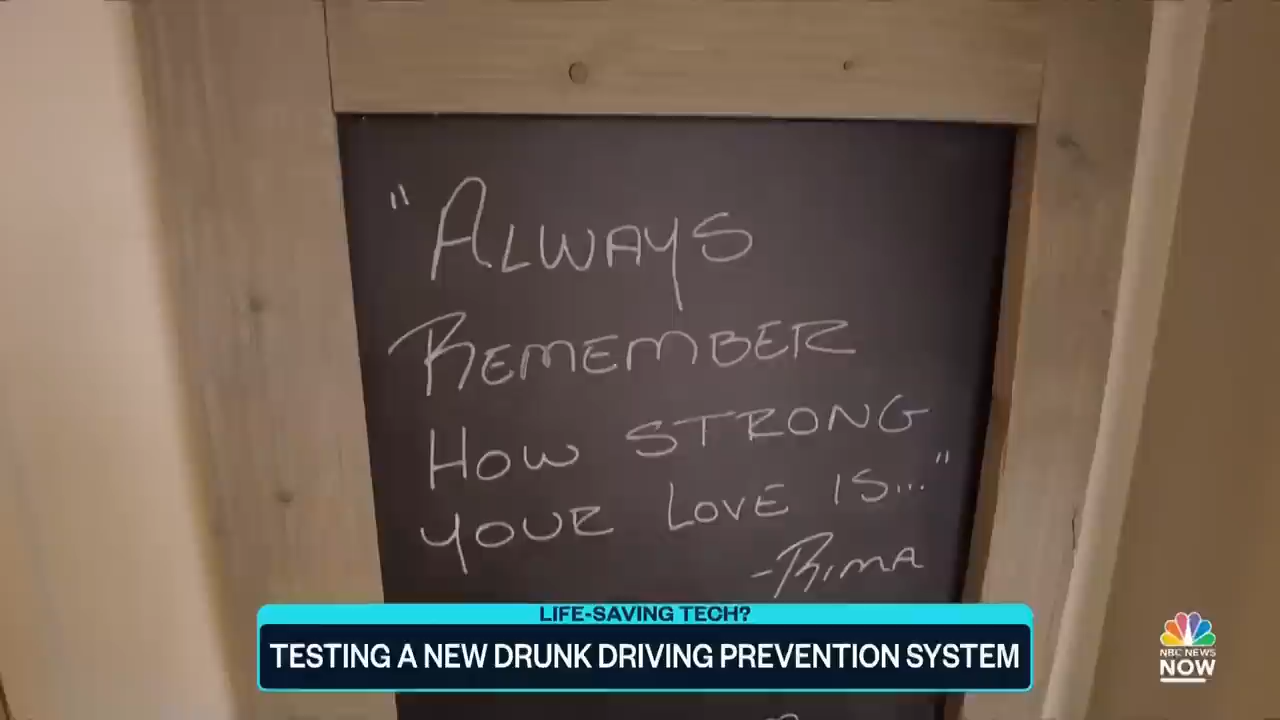 "ALWAYS
REMEMBER
HOW STRONG
YOUR LOVE IS..."
-RIMA
LIFE-SAVING TECH?
TESTING A NEW DRUNK DRIVING PREVENTION SYSTEM
NBC NEWS
NOW